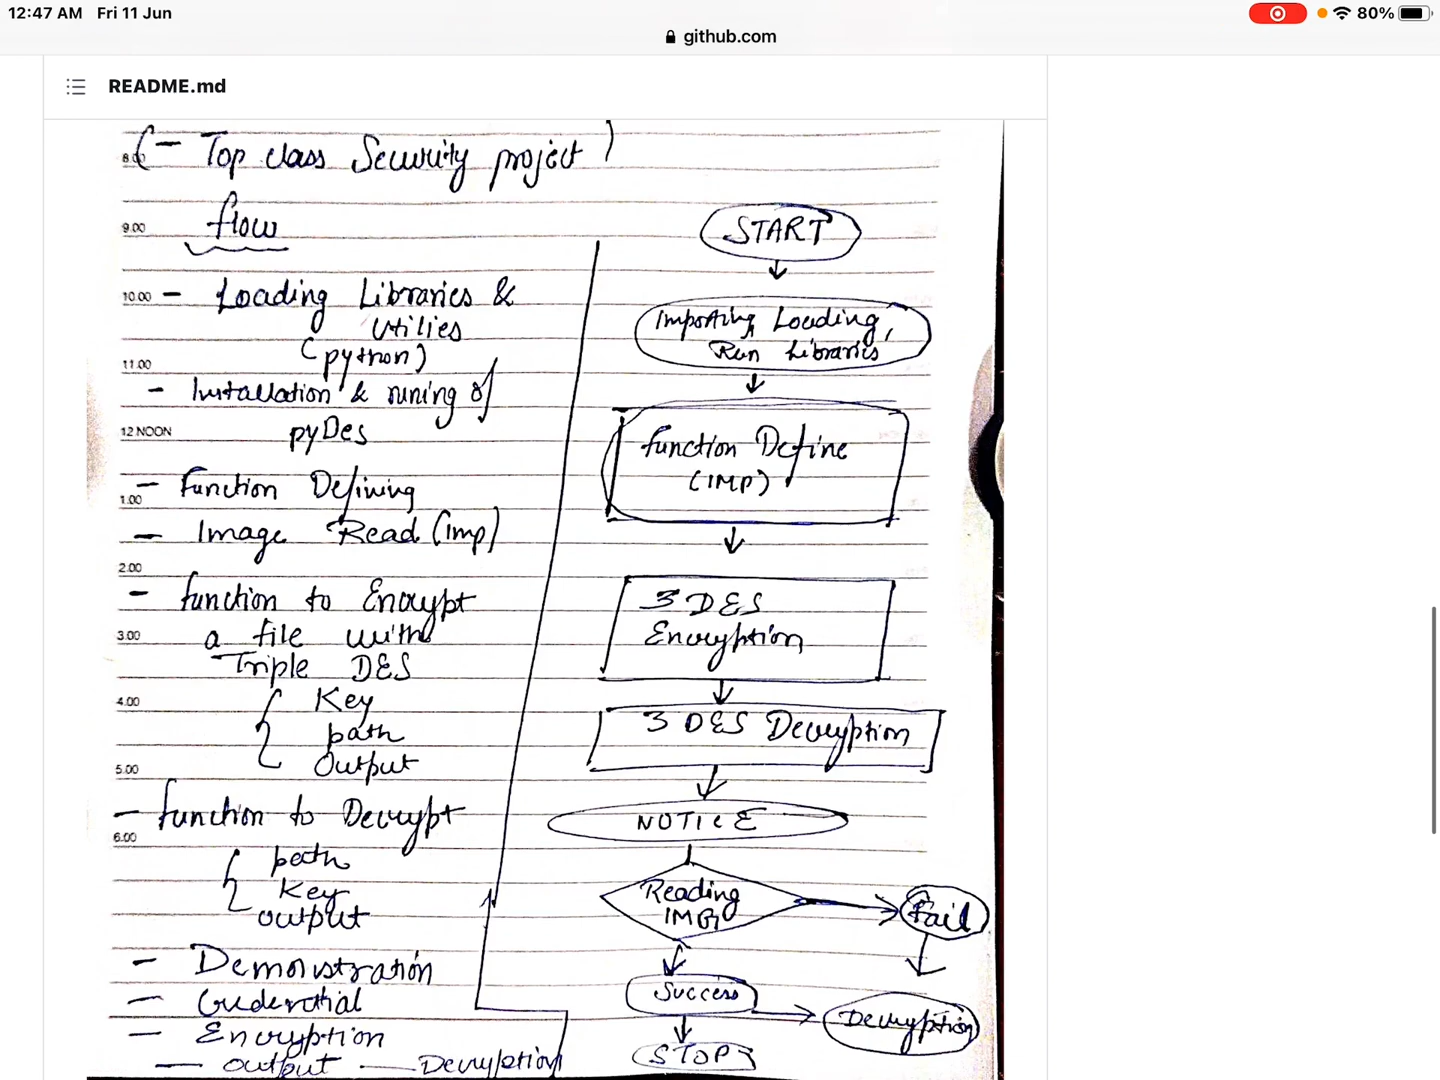 12:47 AM Fri 11 Jun
80%
github.com
README.md
(- Top class Security project)
8.00
flow
9.00
10.00 - Loading Libraries &
Utilies
(python)
11.00
- Installation & runing of
12 NOON
pyDes
- Function Defining
1.00
- Image Read (imp)
2.00
- function to Encrypt
3.00
a file with
Triple DES
4.00
Key
path
Output
5.00
- function to Decrypt
6.00
path
Key
output
- Demonstration
- Credential
- Encryption
- output - Decryption
START
Importing, Loading,
Run Libraries
function Define
(IMP)
3 DES
Encryption
3 DES Decryption
NOTICE
Reading
IMG
Fail
Success
Decryption
STOP